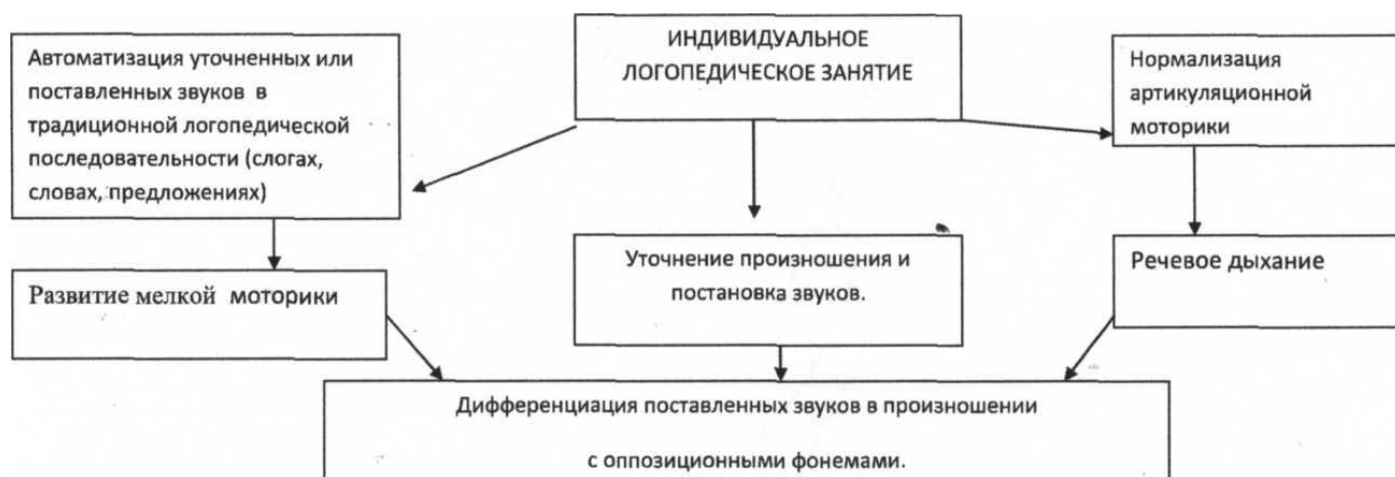 ИНДИВИДУАЛЬНОЕ
ЛОГОПЕДИЧЕСКОЕ ЗАНЯТИЕ
Автоматизация уточненных или
поставленных звуков в
традиционной логопедической
последовательности (слогах,
словах, предложениях)
Нормализация
артикуляционной
моторики
Развитие мелкой моторики
Уточнение произношения и
постановка звуков.
Речевое дыхание
Дифференциация поставленных звуков в произношении
с оппозиционными фонемами.